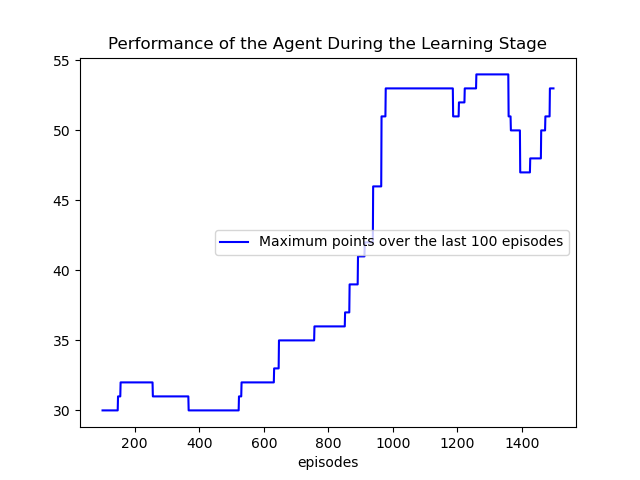 Performance of the Agent During the Learning Stage
55
50
45
40
35
30
Maximum points over the last 100 episodes
200 400 600 800 1000 1200 1400
episodes